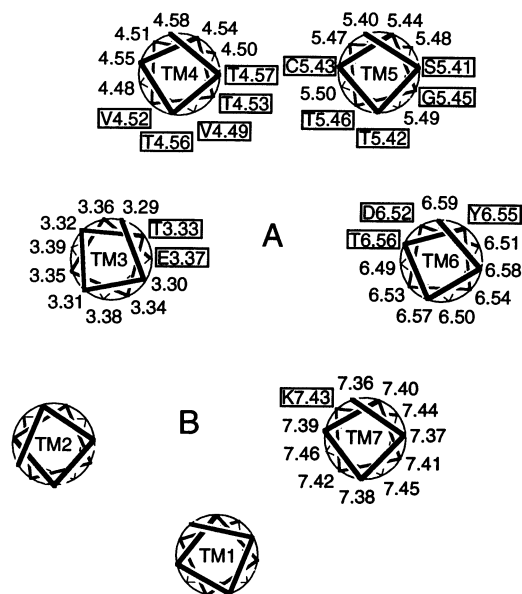 4.58 5.40 5.44
4.51 4.54 5.47 5.48
4.55 4.50 C5.43 S5.41
TM4 T4.57 TM5
4.48 T4.53 5.50 G5.45
V4.52 V4.49 T5.46 5.49
T4.56 T5.42
3.36 3.29 D6.52 6.59 Y6.55
3.32 T3.33 A T6.56 6.51
3.39 TM3 E3.37 6.49 TM6 6.58
3.35 3.30 6.53 6.54
3.31 3.38 3.34 6.57 6.50
K7.43 7.36 7.40
B 7.39 7.44
TM2 7.46 TM7 7.37
7.42 7.38 7.45 7.41
TM1